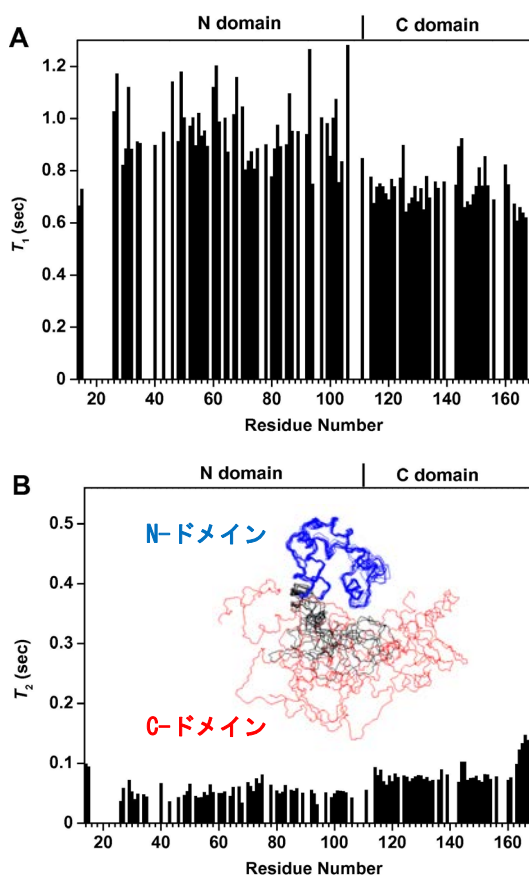 A
N domain | C domain
1.2
1.0
0.8
0.6
0.4
0.2
0
T1 (sec)
20 40 60 80 100 120 140 160
Residue Number
B
N domain | C domain
0.5
0.4
0.3
0.2
0.1
0
T2 (sec)
N-ドメイン
C-ドメイン
20 40 60 80 100 120 140 160
Residue Number